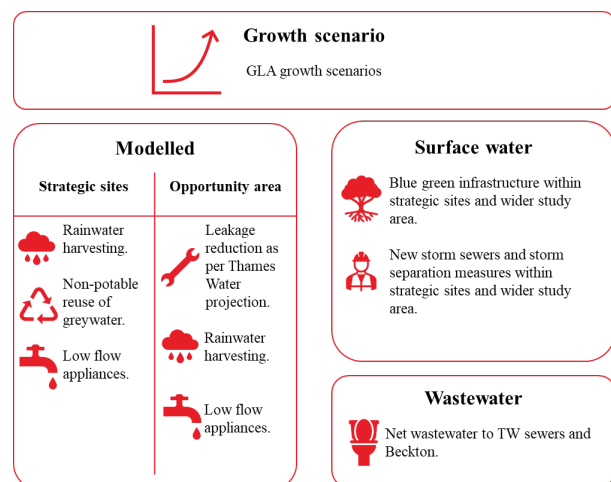 Growth scenario
GLA growth scenarios
Modelled
Strategic sites
Rainwater
harvesting.
Non-potable
reuse of
greywater.
Low flow
appliances.
Opportunity area
Leakage
reduction as
per Thames
Water
projection.
Rainwater
harvesting.
Low flow
appliances.
Surface water
Blue green infrastructure within
strategic sites and wider study
area.
New storm sewers and storm
separation measures within
strategic sites and wider study
area.
Wastewater
Net wastewater to TW sewers and
Beckton.